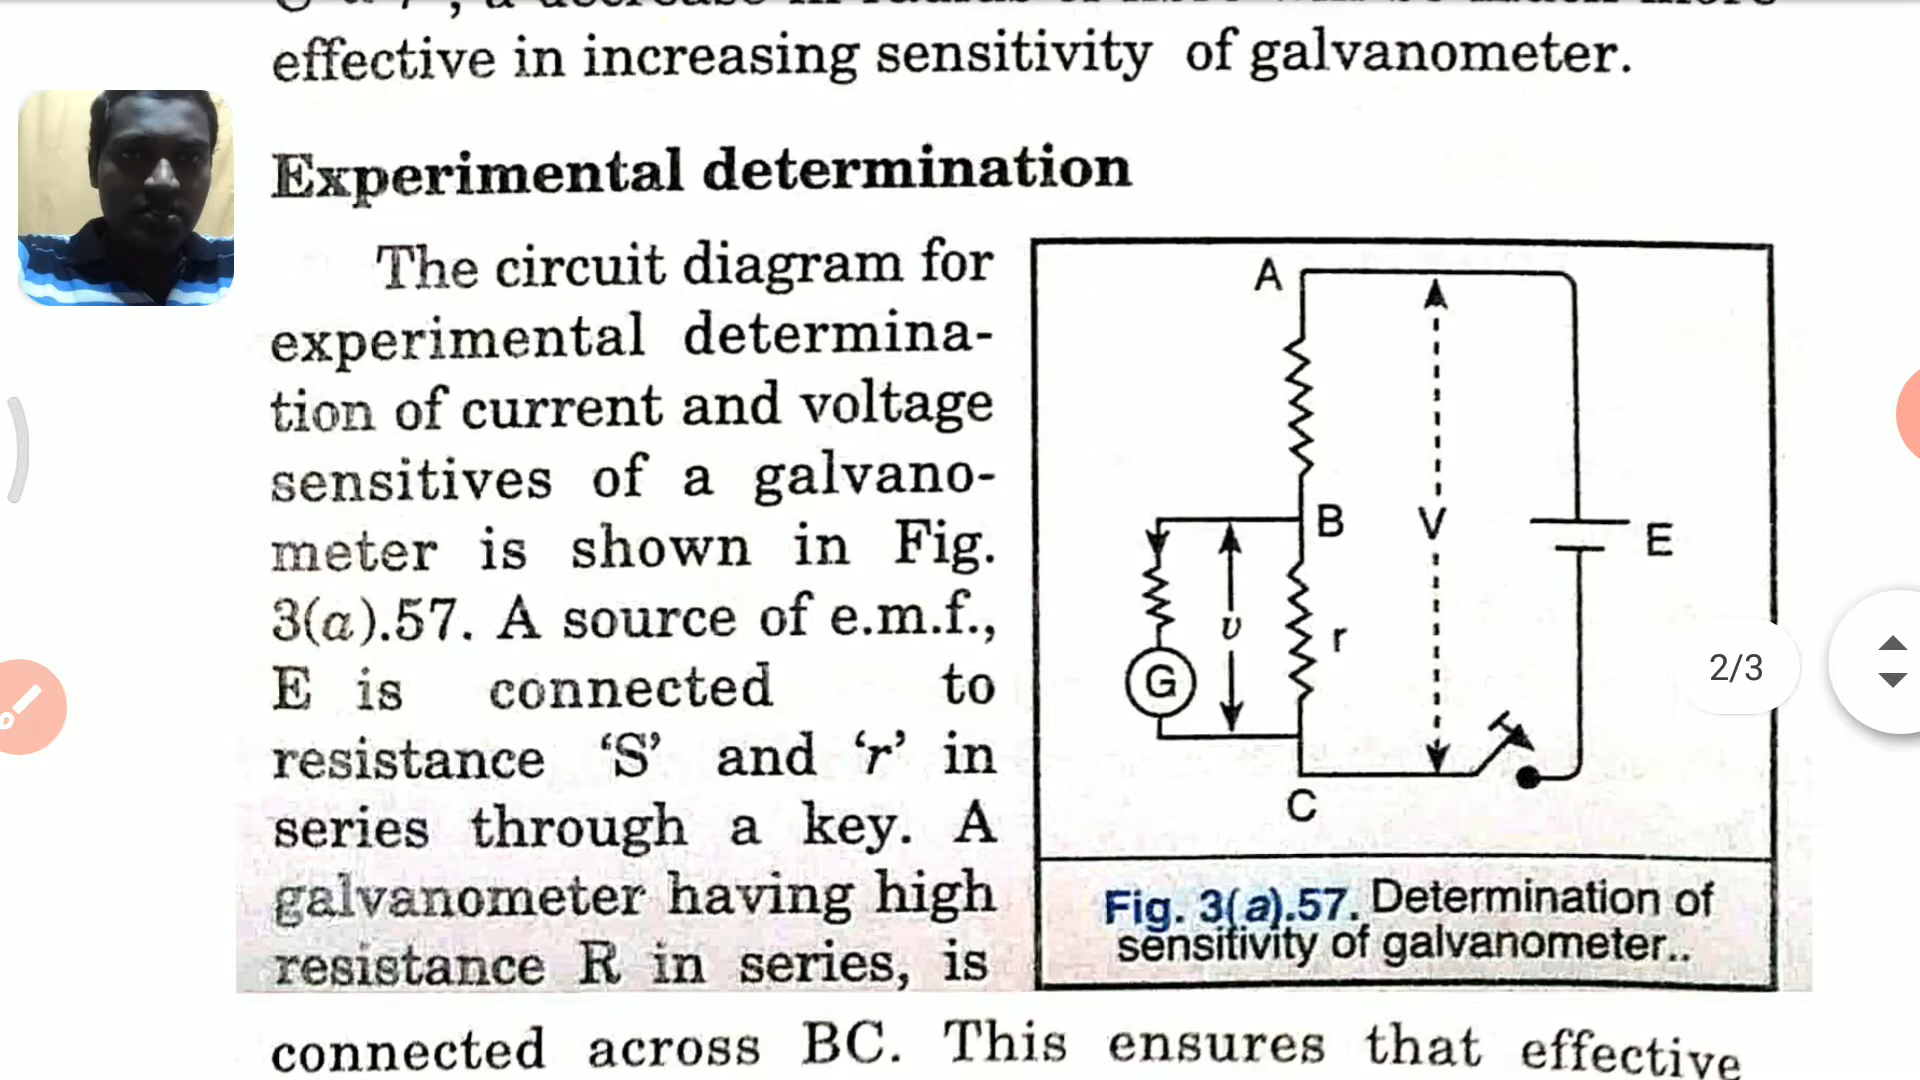 effective in increasing sensitivity of galvanometer.
Experimental determination
The circuit diagram for
experimental determina-
tion of current and voltage
sensitives of a galvano-
meter is shown in Fig.
3(a).57. A source of e.m.f.,
E is connected to
resistance ‘S’ and ‘r’ in
series through a key. A
galvanometer having high
resistance R in series, is
connected across BC. This ensures that effective
A
B
V
E
υ
r
G
C
Fig. 3(a).57. Determination of
sensitivity of galvanometer..
2/3